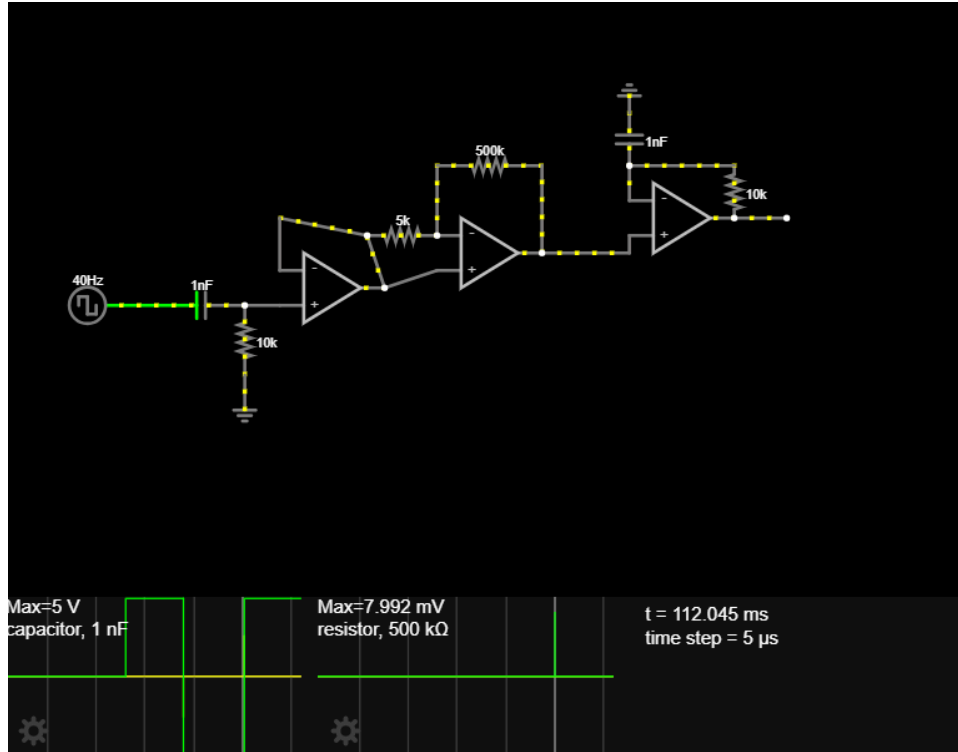 1nF
500k
10k
5k
-
+
-
+
40Hz
1nF
-
+
10k
Max=5 V
capacitor, 1 nF
Max=7.992 mV
resistor, 500 kΩ
t = 112.045 ms
time step = 5 μs